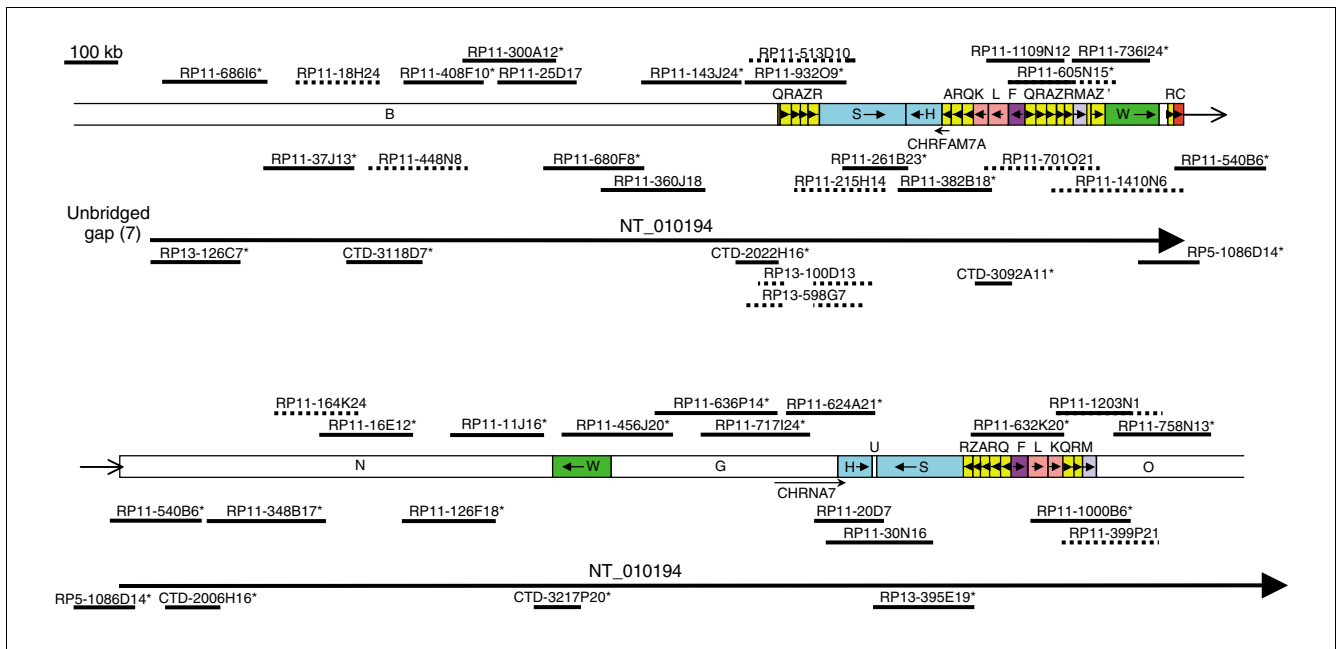 100 kb
RP11-300A12*
RP11-513D10
RP11-1109N12 RP11-736I24*
RP11-686I6* RP11-18H24 RP11-408F10* RP11-25D17 RP11-143J24* RP11-932O9* RP11-605N15*
QRAZR ARQK L F QRAZRMAZ ' RC
B S H W
CHRFAM7A
RP11-37J13* RP11-448N8 RP11-680F8* RP11-261B23* RP11-701O21 RP11-540B6*
RP11-360J18 RP11-215H14 RP11-382B18* RP11-1410N6
Unbridged
gap (7)
NT_010194
RP13-126C7* CTD-3118D7* CTD-2022H16* RP5-1086D14*
RP13-100D13 CTD-3092A11*
RP13-598G7
RP11-164K24 RP11-636P14* RP11-624A21* RP11-1203N1
RP11-16E12* RP11-11J16* RP11-456J20* RP11-717I24* RP11-632K20* RP11-758N13*
U RZARQ F L KQRM
N W G H S O
CHRNA7
RP11-540B6* RP11-348B17* RP11-126F18* RP11-20D7 RP11-1000B6*
RP11-30N16 RP11-399P21
NT_010194
RP5-1086D14* CTD-2006H16* CTD-3217P20* RP13-395E19*